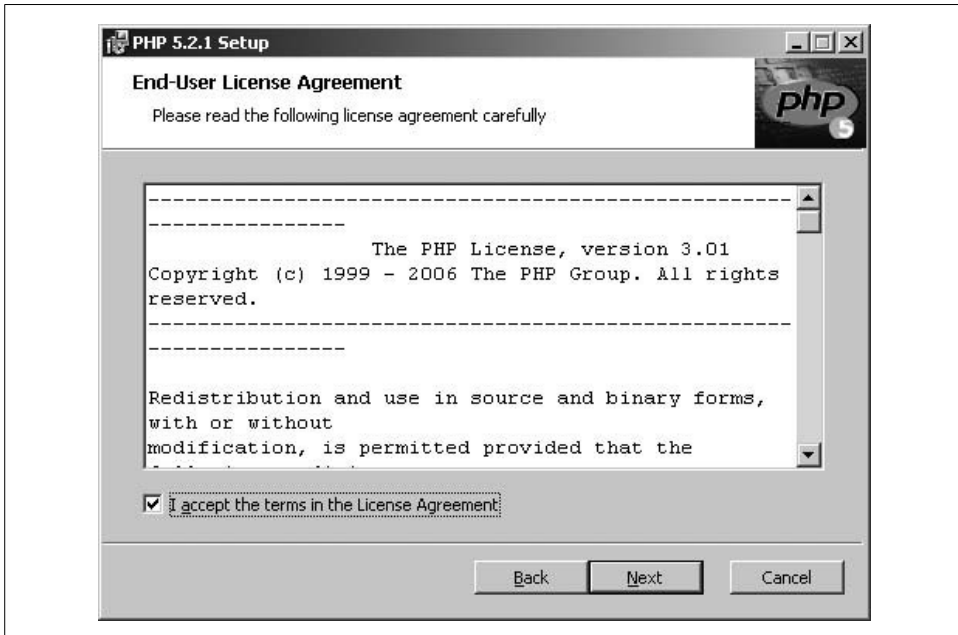 PHP 5.2.1 Setup
End-User License Agreement
Please read the following license agreement carefully
php
5
-----------------------------------------------------
----------------
The PHP License, version 3.01
Copyright (c) 1999 - 2006 The PHP Group. All rights
reserved.
-----------------------------------------------------
----------------
Redistribution and use in source and binary forms,
with or without
modification, is permitted provided that the
I accept the terms in the License Agreement
Back
Next
Cancel